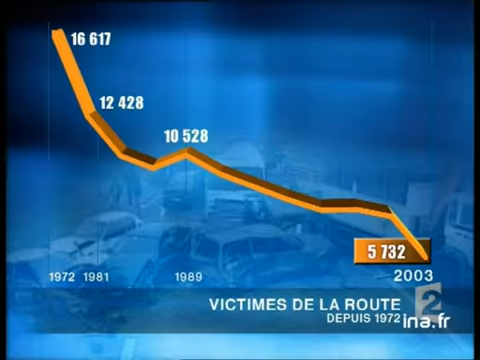 16 617
12 428
10 528
5 732
1972 1981 1989 2003
VICTIMES DE LA ROUTE
DEPUIS 1972
2
ina.fr